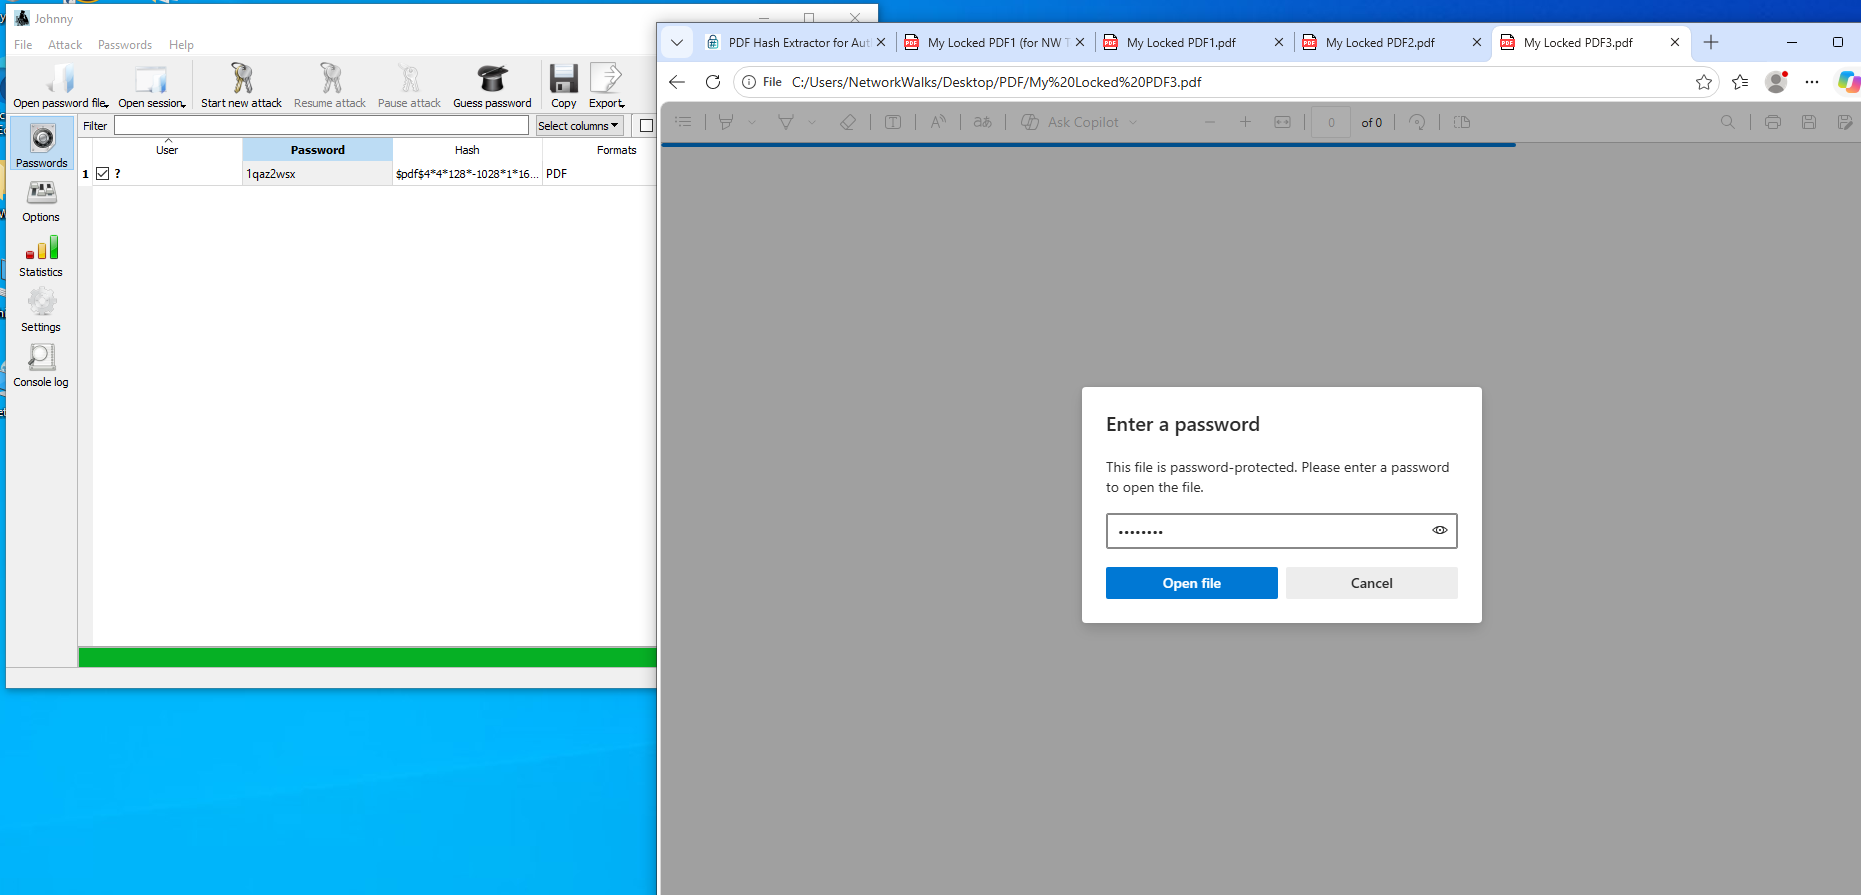 Johnny
File Attack Passwords Help
Open password file Open session Start new attack Resume attack Pause attack Guess password Copy Export
Filter Select columns
User Password Hash Formats
1 ? 1qaz2wsx $pdf$4*4*128*-1028*1*16... PDF
Passwords
Options
Statistics
Settings
Console log
PDF Hash Extractor for Aut
My Locked PDF1 (for NW T
My Locked PDF1.pdf
My Locked PDF2.pdf
My Locked PDF3.pdf
File C:/Users/NetworkWalks/Desktop/PDF/My%20Locked%20PDF3.pdf
Ask Copilot 0 of 0
Enter a password
This file is password-protected. Please enter a password
to open the file.
••••••••
Open file Cancel